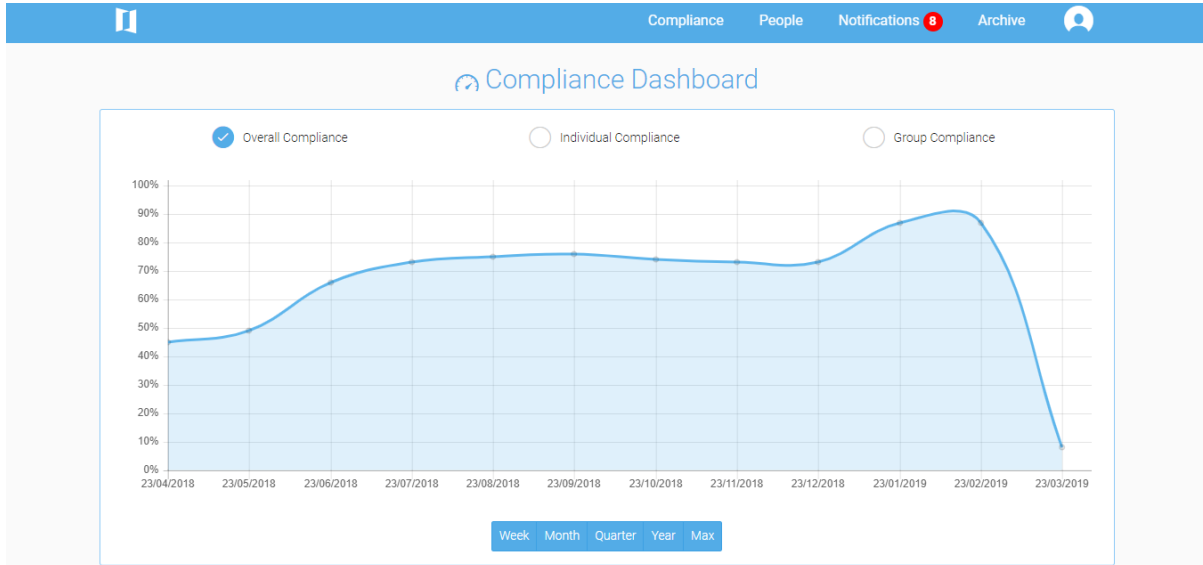 Compliance People Notifications 8 Archive
Compliance Dashboard
Overall Compliance Individual Compliance Group Compliance
100%
90%
80%
70%
60%
50%
40%
30%
20%
10%
0%
23/04/2018 23/05/2018 23/06/2018 23/07/2018 23/08/2018 23/09/2018 23/10/2018 23/11/2018 23/12/2018 23/01/2019 23/02/2019 23/03/2019
Week Month Quarter Year Max